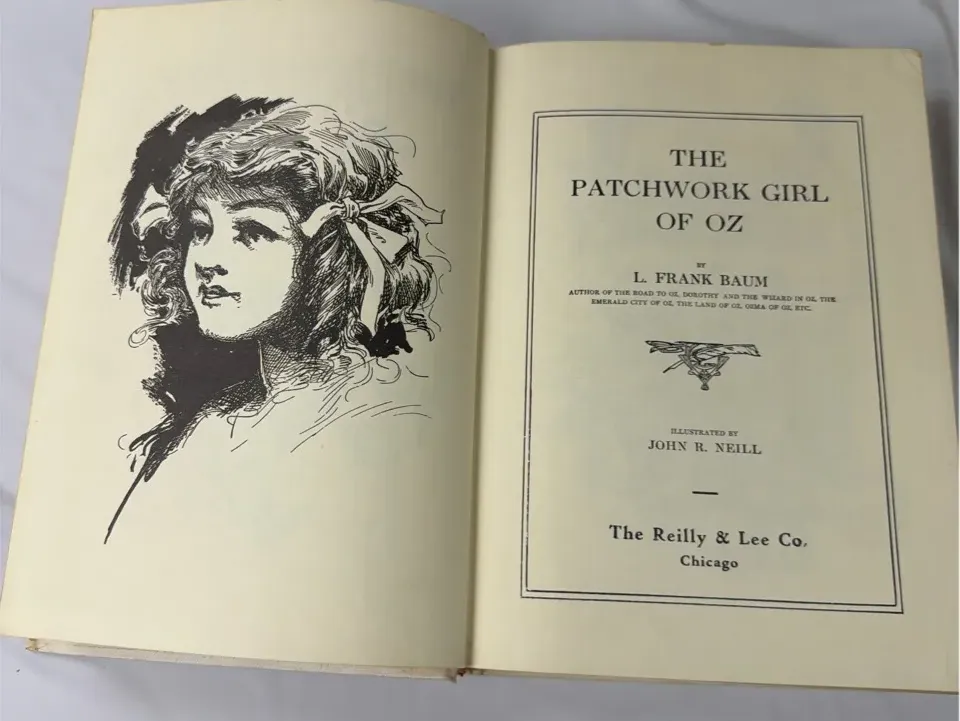 THE
PATCHWORK GIRL
OF OZ
BY
L. FRANK BAUM
AUTHOR OF THE ROAD TO OZ, DOROTHY AND THE WIZARD IN OZ, THE
EMERALD CITY OF OZ, THE LAND OF OZ, OZMA OF OZ, ETC.
ILLUSTRATED BY
JOHN R. NEILL
The Reilly & Lee Co.
Chicago